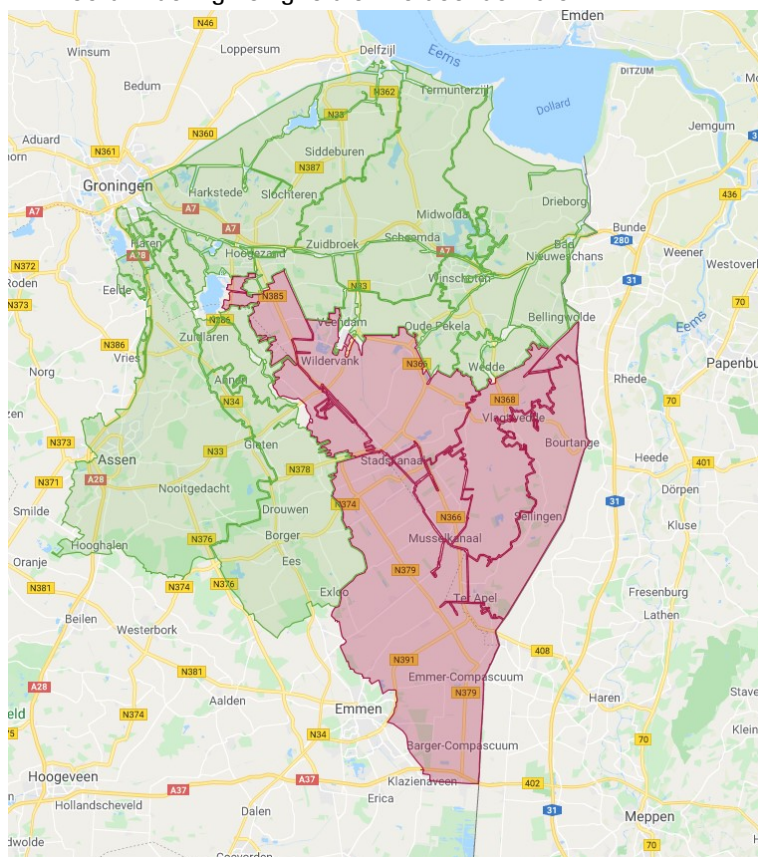 Emden
N46
Loppersum
Winsum
Delfzijl
Eems
DITZUM
Bedum
N362
Termunterzijl
Dollard
N33
Jemgum
Aduard
N360
N361
Siddeburen
N387
Groningen
Harkstede
Slochteren
Drieborg
436
A7
A7
Midwolda
A7
Scheemda
Zuidbroek
A7
Bunde
280
Haren
A28
Hoogezand
Bad
Nieuweschans
Weener
N372
31
Westoverl
Roden
Eelde
N33
Winschoten
N373
N385
70
N386
Veendam
Oude Pekela
Bellingwolde
Eems
Zuidlaren
N386
Vries
Wildervank
N366
Wedde
Papenbu
Norg
Annen
Rhede
N34
N368
70
Vlagtwedde
N373
N33
Gieten
Bourtange
Assen
Stadskanaal
Heede
401
N371
A28
N378
Nooitgedacht
N374
Dörpen
31
Smilde
Drouwen
N366
Sellingen
Kluse
Hooghalen
N376
Borger
Musselkanaal
Oranje
Ees
N379
N381
N374
N376
Exloo
Ter Apel
Fresenburg
Beilen
Lathen
Westerbork
408
N391
N381
Emmer-Compascuum
A28
Aalden
N379
Haren
Stave
N374
Emmen
N34
Klein
70
Barger-Compascuum
Hoogeveen
A37
A37
Klazienaveen
402
Hollandscheveld
Erica
31
Dalen
Meppen
70
dwolde